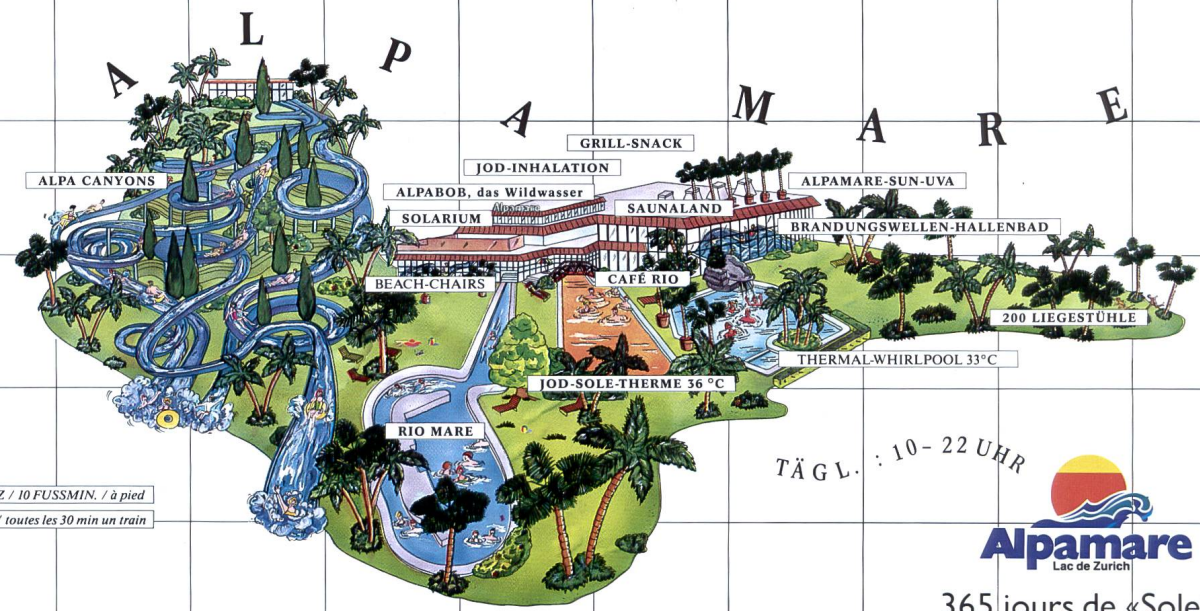 ALPAMARE
GRILL-SNACK
JOD-INHALATION
ALPA CANYONS
ALPABOB, das Wildwasser
ALPAMARE-SUN-UVA
SOLARIUM
SAUNALAND
Alpamare
BRANDUNGSWELLEN-HALLENBAD
BEACH-CHAIRS
CAFÉ RIO
200 LIEGESTÜHLE
THERMAL-WHIRLPOOL 33°C
JOD-SOLE-THERME 36 °C
RIO MARE
TÄGL. : 10– 22 UHR
Z / 10 FUSSMIN. / à pied
/ toutes les 30 min un train
Alpamare
Lac de Zurich
365 jours de «Sole